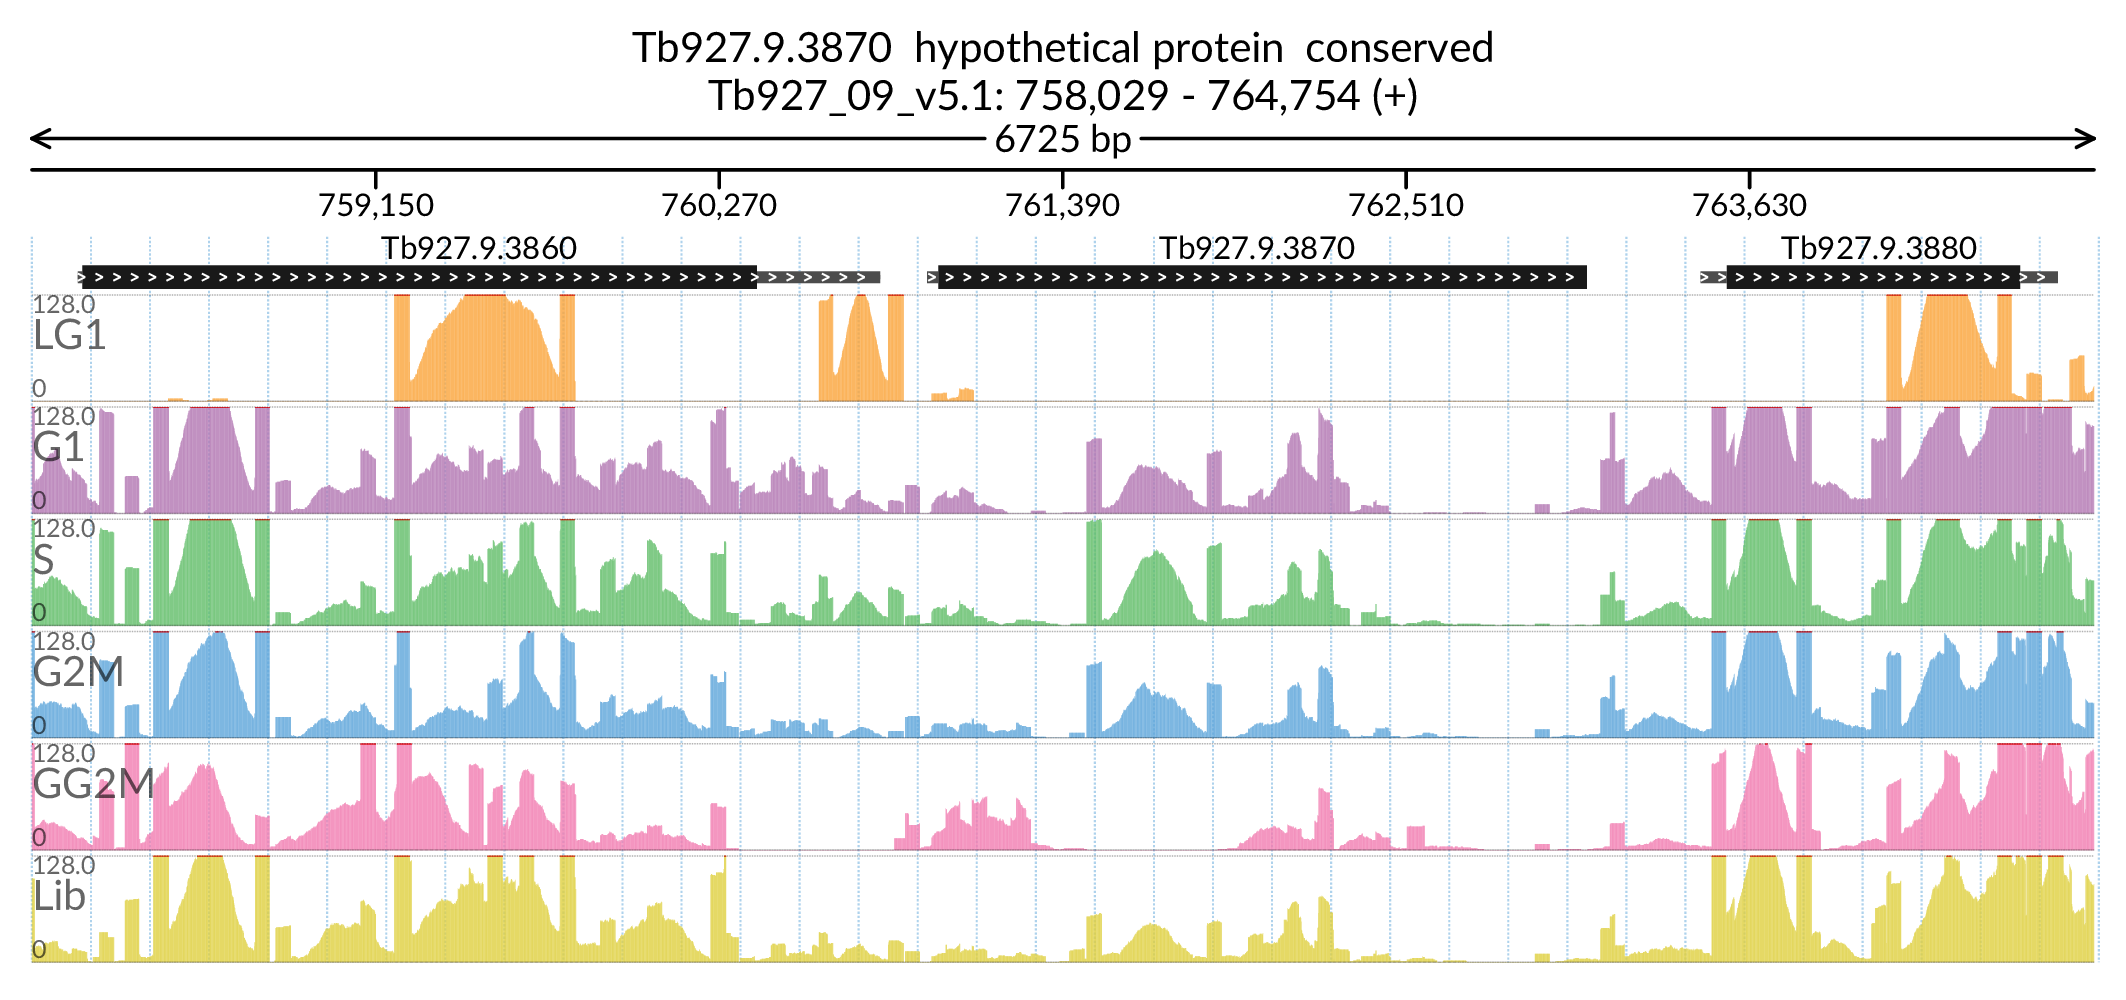 Tb927.9.3870  hypothetical protein  conserved
Tb927_09_v5.1: 758,029 - 764,754 (+)
6725 bp
759,150 760,270 761,390 762,510 763,630
Tb927.9.3860 Tb927.9.3870 Tb927.9.3880
128.0
LG1
0
128.0
G1
0
128.0
S
0
128.0
G2M
0
128.0
GG2M
0
128.0
Lib
0